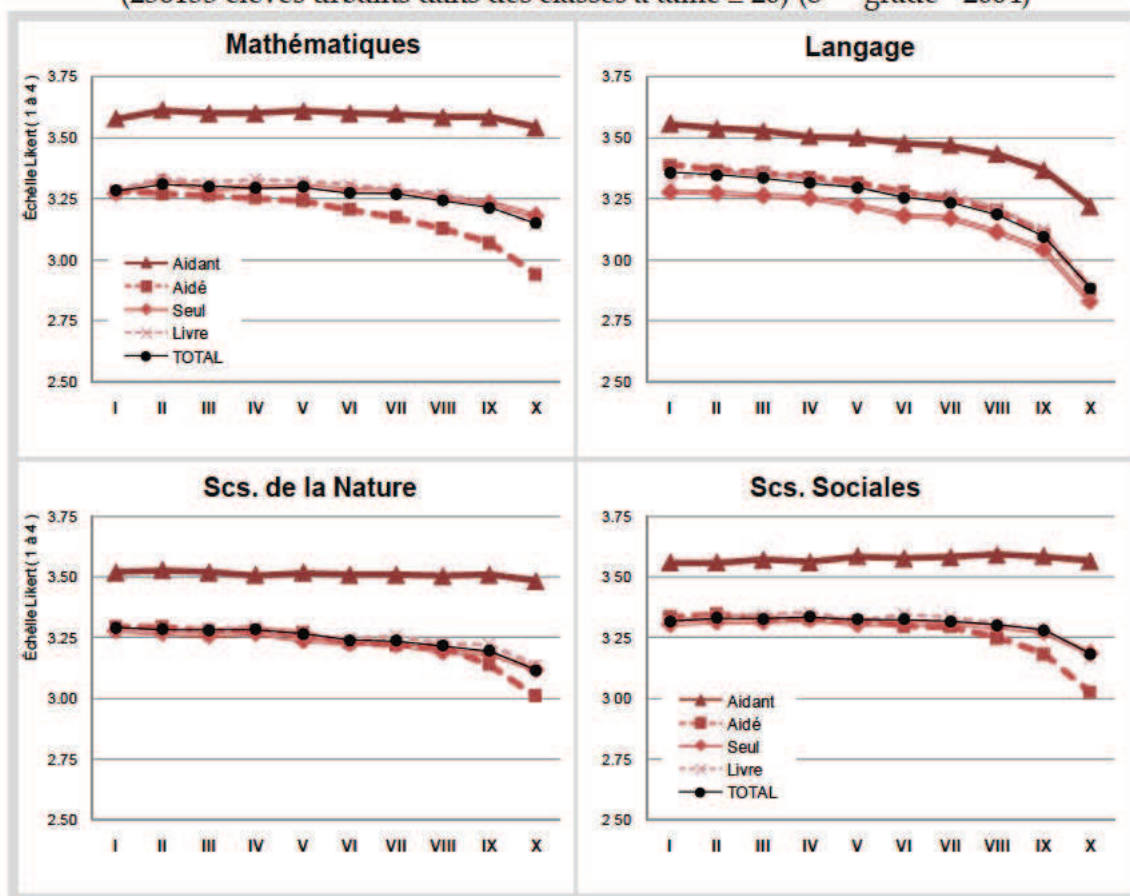 Mathématiques
Échèlle Likert ( 1 à 4 )
3.75
3.50
3.25
3.00
2.75
2.50
Aidant
Aidé
Seul
Livre
TOTAL
I II III IV V VI VII VIII IX X
Langage
3.75
3.50
3.25
3.00
2.75
2.50
I II III IV V VI VII VIII IX X
Scs. de la Nature
Échèlle Likert ( 1 à 4 )
3.75
3.50
3.25
3.00
2.75
2.50
I II III IV V VI VII VIII IX X
Scs. Sociales
3.75
3.50
3.25
3.00
2.75
2.50
Aidant
Aidé
Seul
Livre
TOTAL
I II III IV V VI VII VIII IX X